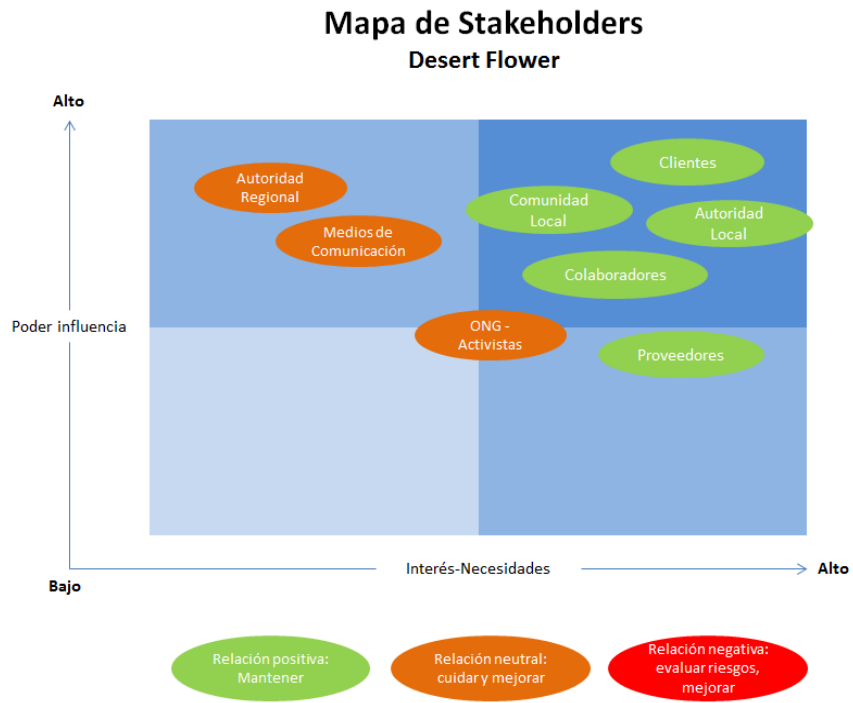 Mapa de Stakeholders
Desert Flower
Alto
Clientes
Autoridad
Regional
Comunidad
Local
Autoridad
Local
Medios de
Comunicación
Colaboradores
Poder influencia
ONG -
Activistas
Proveedores
Interés-Necesidades
Alto
Bajo
Relación positiva:
Mantener
Relación neutral:
cuidar y mejorar
Relación negativa:
evaluar riesgos,
mejorar